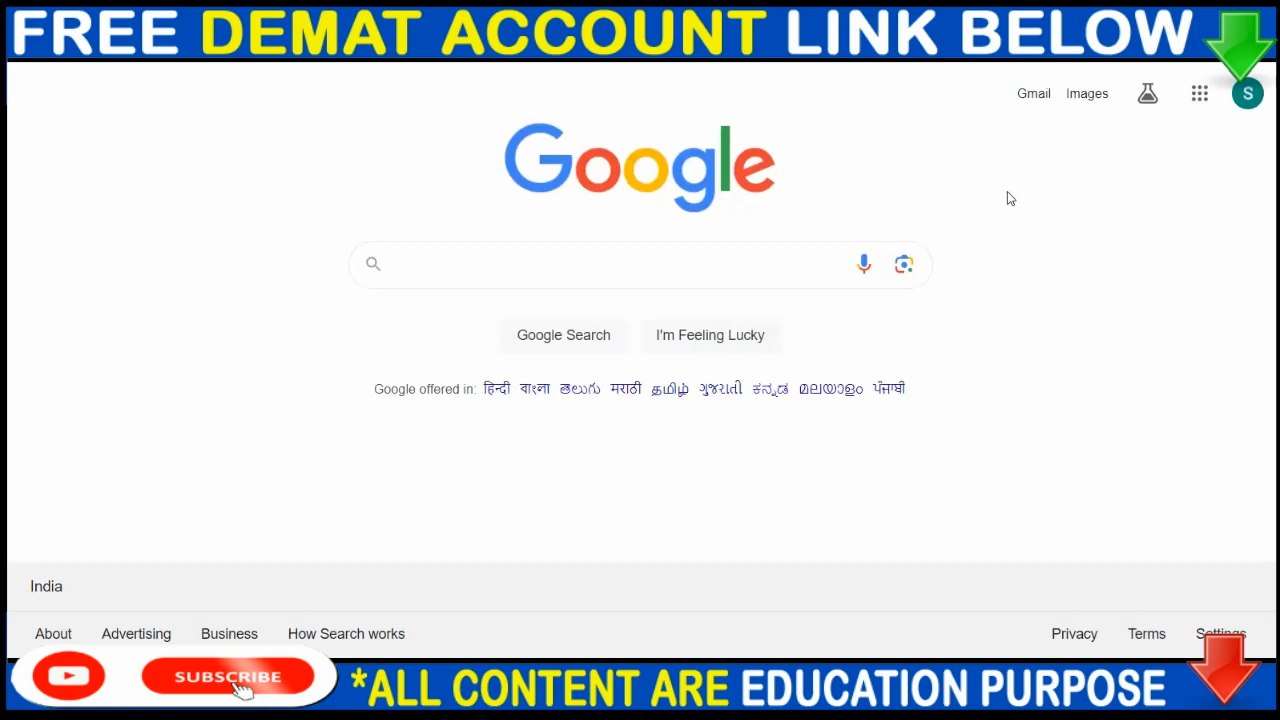 FREE DEMAT ACCOUNT LINK BELOW
Gmail Images S
Google
Google Search I'm Feeling Lucky
Google offered in: हिन्दी বাংলা తెలుగు मराठी தமிழ் ગુજરાતી ಕನ್ನಡ മലയാളം ਪੰਜਾਬੀ
India
About Advertising Business How Search works Privacy Terms Settings
SUBSCRIBE
*ALL CONTENT ARE EDUCATION PURPOSE